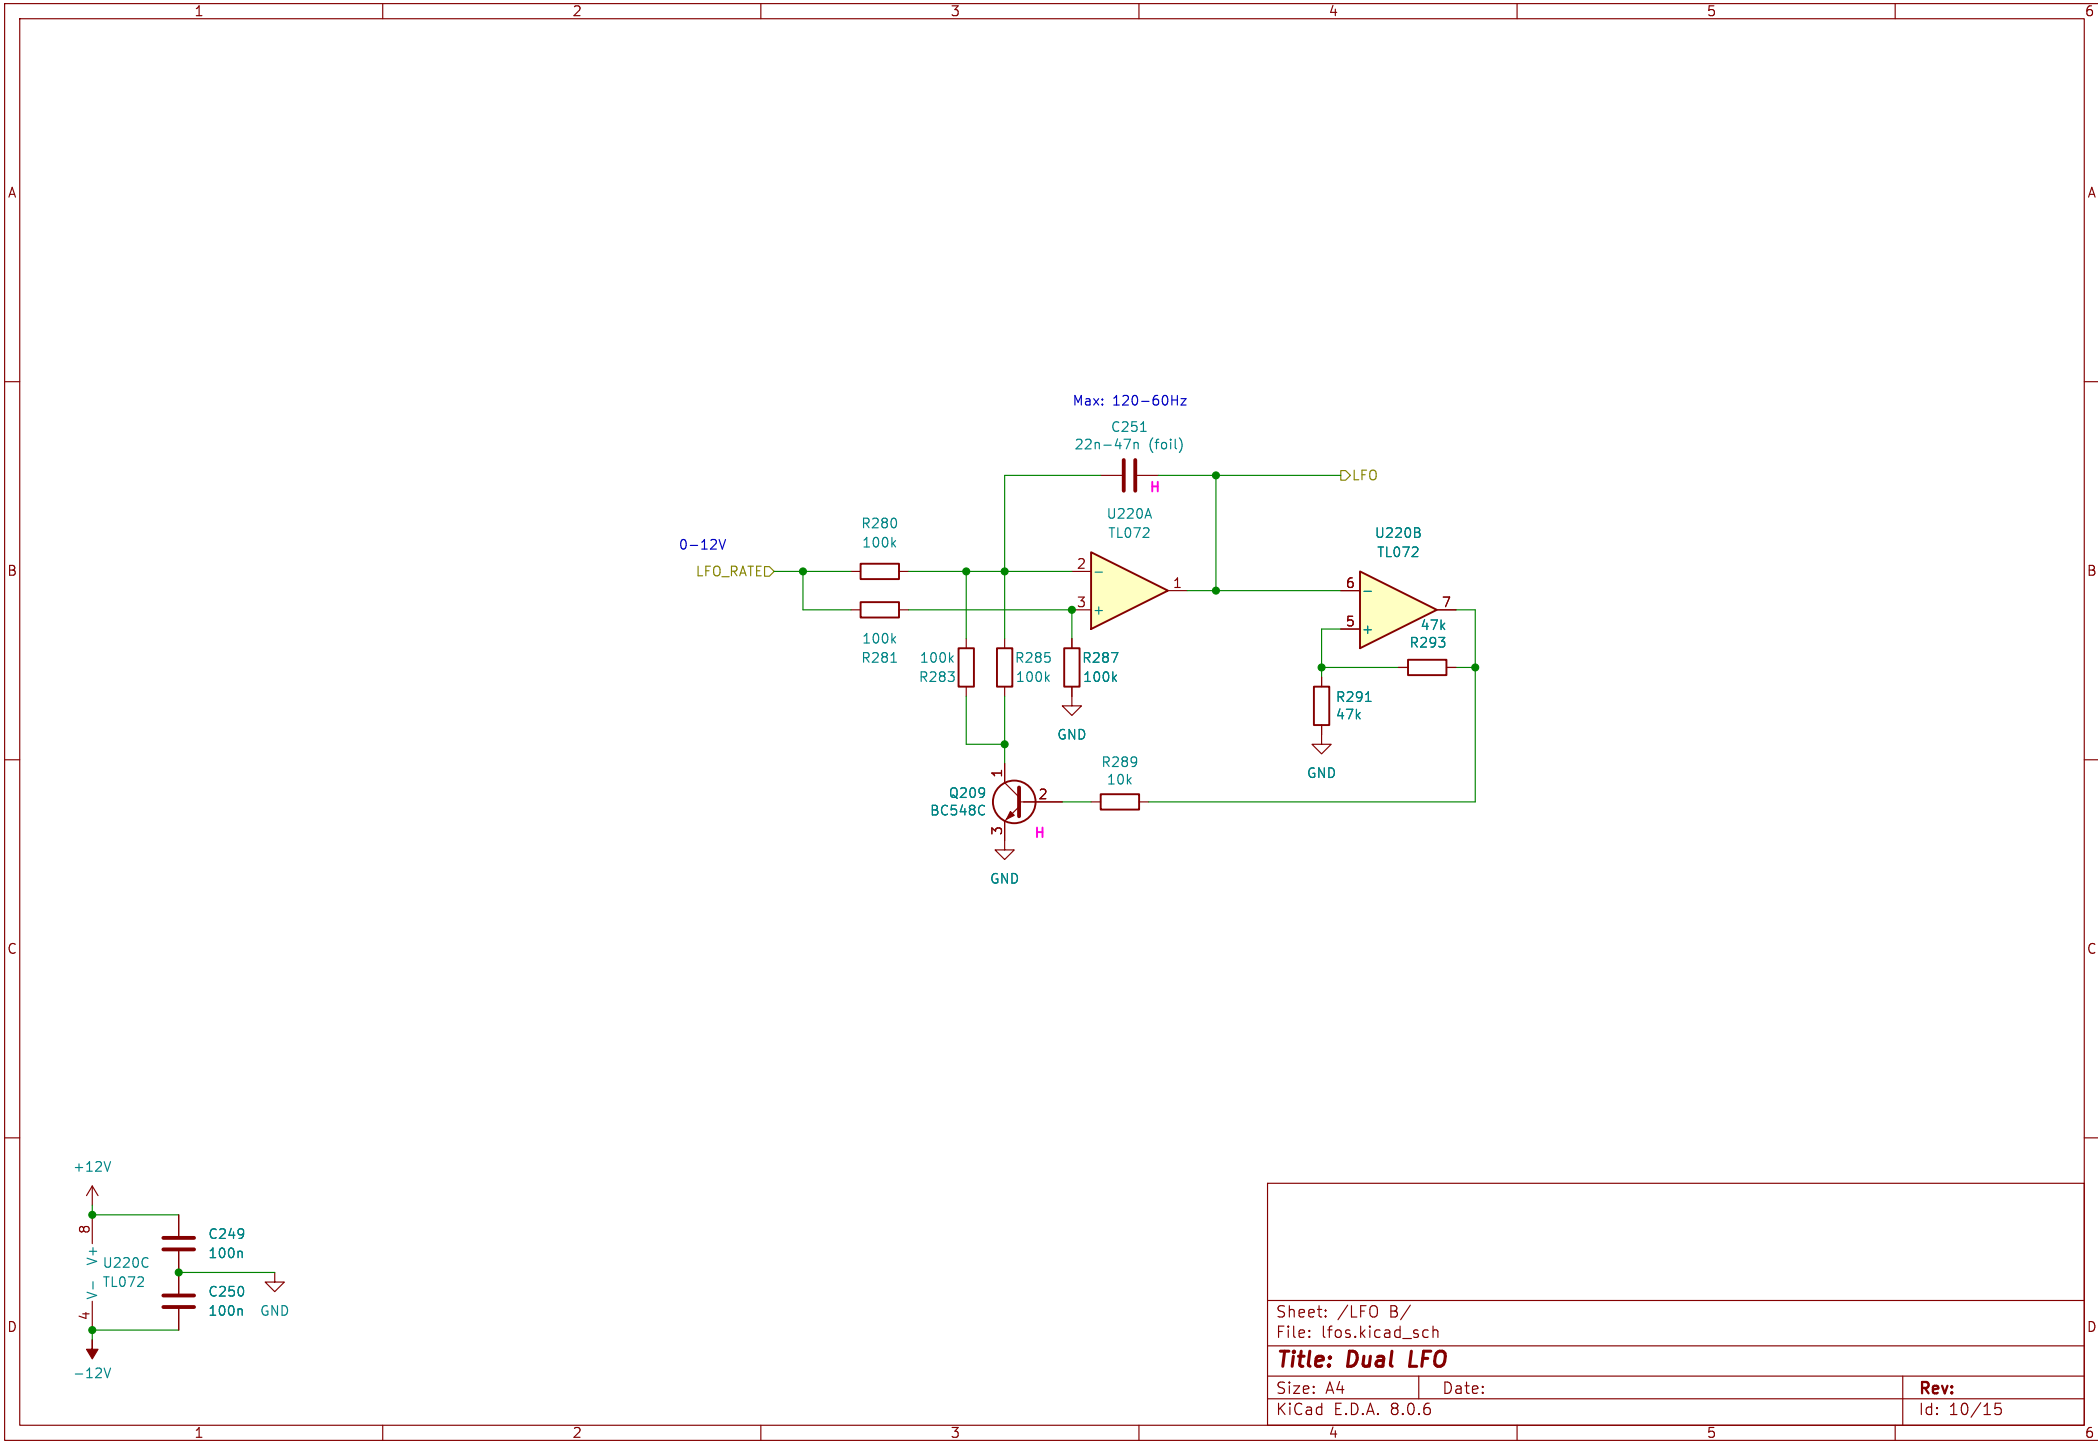 1 2 3 4 5 6
A A
Max: 120-60Hz
C251
22n-47n (foil)
LFO
H
U220A
TL072
R280
100k
U220B
TL072
0-12V
LFO_RATE
B B
2
-
1
3
+
6
-
7
5
+
47k
R293
100k
R281
100k
R283
R285
100k
R287
100k
GND
R291
47k
GND
R289
10k
1
Q209
BC548C
2
3
H
GND
C C
+12V
8
V+
U220C
TL072
V-
4
C249
100n
C250
100n
GND
-12V
D D
Sheet: /LFO B/
File: lfos.kicad_sch
Title: Dual LFO
Size: A4 Date: Rev:
KiCad E.D.A. 8.0.6 Id: 10/15
1 2 3 4 5 6